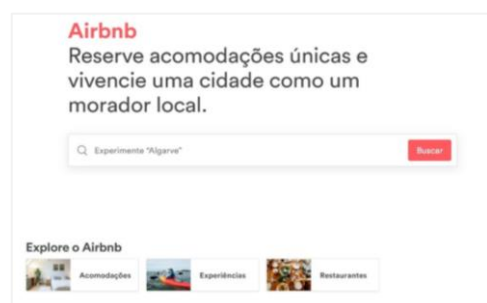 Airbnb
Reserve acomodações únicas e
vivencie uma cidade como um
morador local.
Experimente "Algarve"
Buscar
Explore o Airbnb
Acomodações
Experiências
Restaurantes